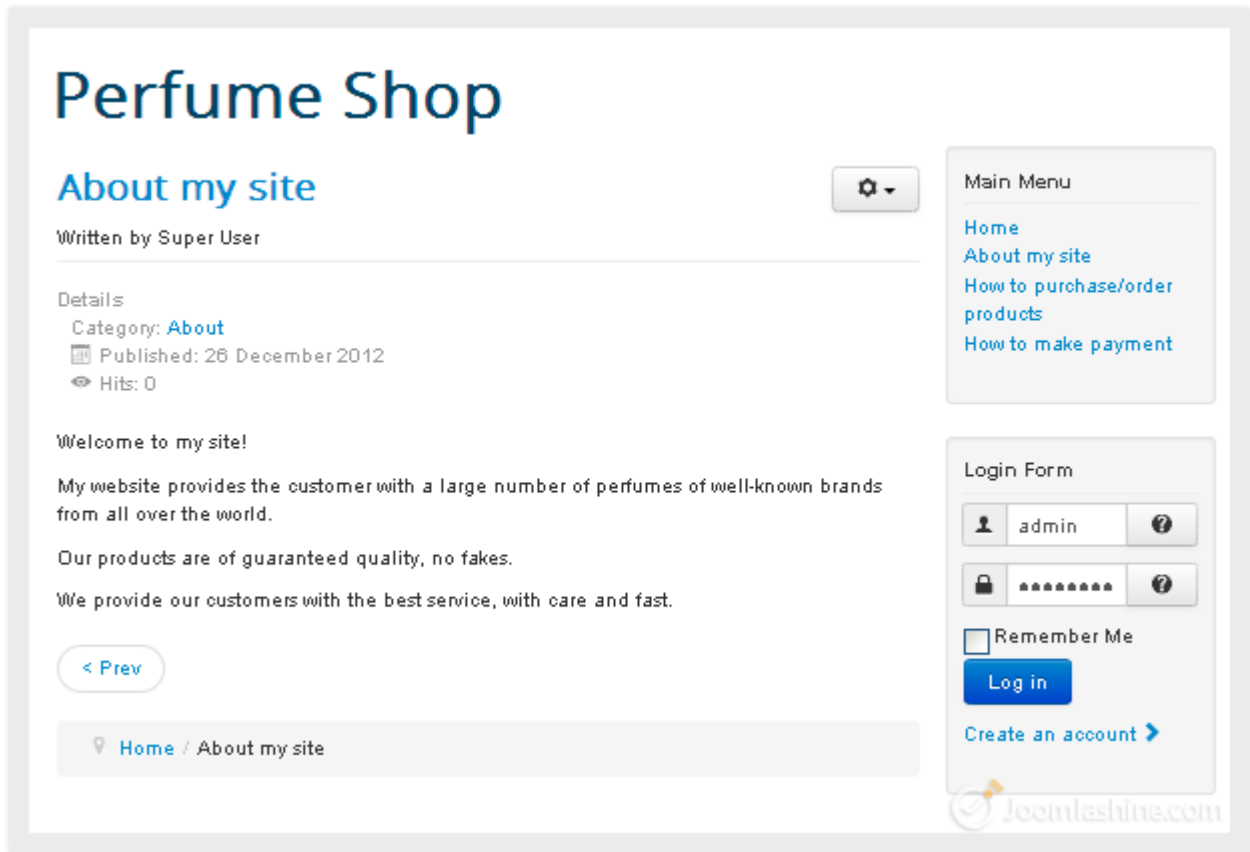 Perfume Shop
About my site
Written by Super User
Details
Category: About
Published: 26 December 2012
Hits: 0
Welcome to my site!
My website provides the customer with a large number of perfumes of well-known brands
from all over the world.
Our products are of guaranteed quality, no fakes.
We provide our customers with the best service, with care and fast.
< Prev
Home / About my site
Main Menu
Home
About my site
How to purchase/order
products
How to make payment
Login Form
admin
Remember Me
Log in
Create an account
Joomlashine.com